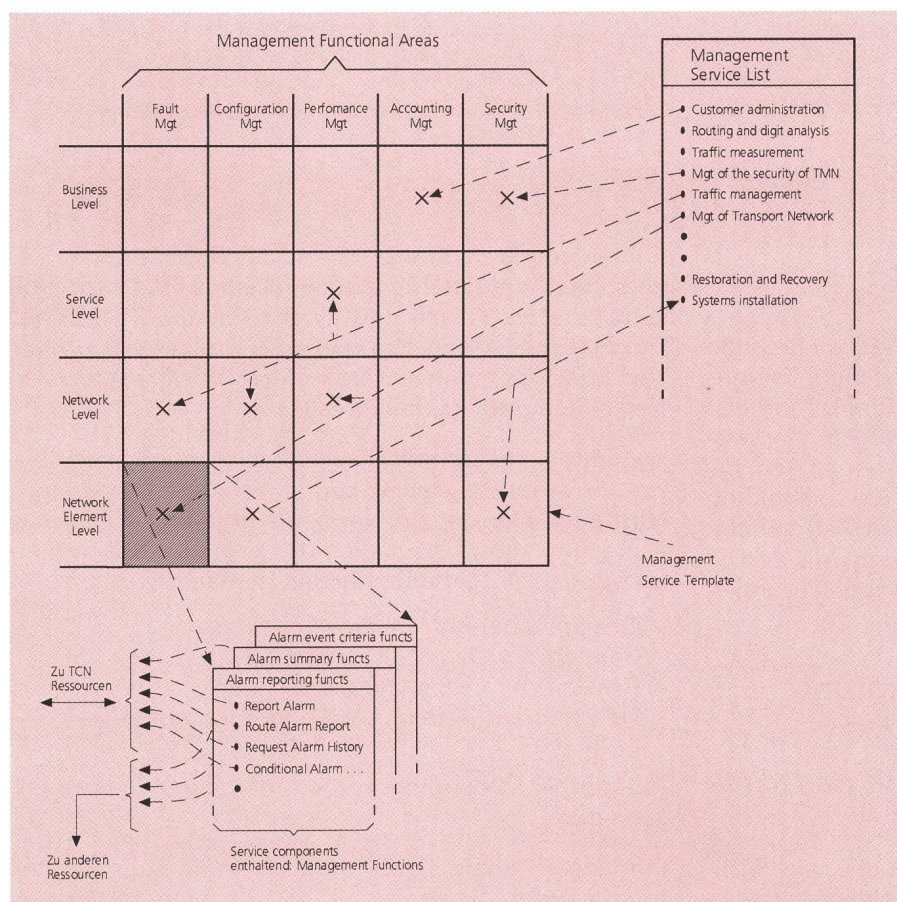 Management Functional Areas
Fault
Mgt
Configuration
Mgt
Perfomance
Mgt
Accounting
Mgt
Security
Mgt
Business
Level
Service
Level
Network
Level
Network
Element
Level
Management
Service List
Customer administration
Routing and digit analysis
Traffic measurement
Mgt of the security of TMN
Traffic management
Mgt of Transport Network
Restoration and Recovery
Systems installation
Management
Service Template
Alarm event criteria functs
Alarm summary functs
Alarm reporting functs
Report Alarm
Route Alarm Report
Request Alarm History
Conditional Alarm . . .
Zu TCN
Ressourcen
Zu anderen
Ressourcen
Service components
enthaltend: Management Functions